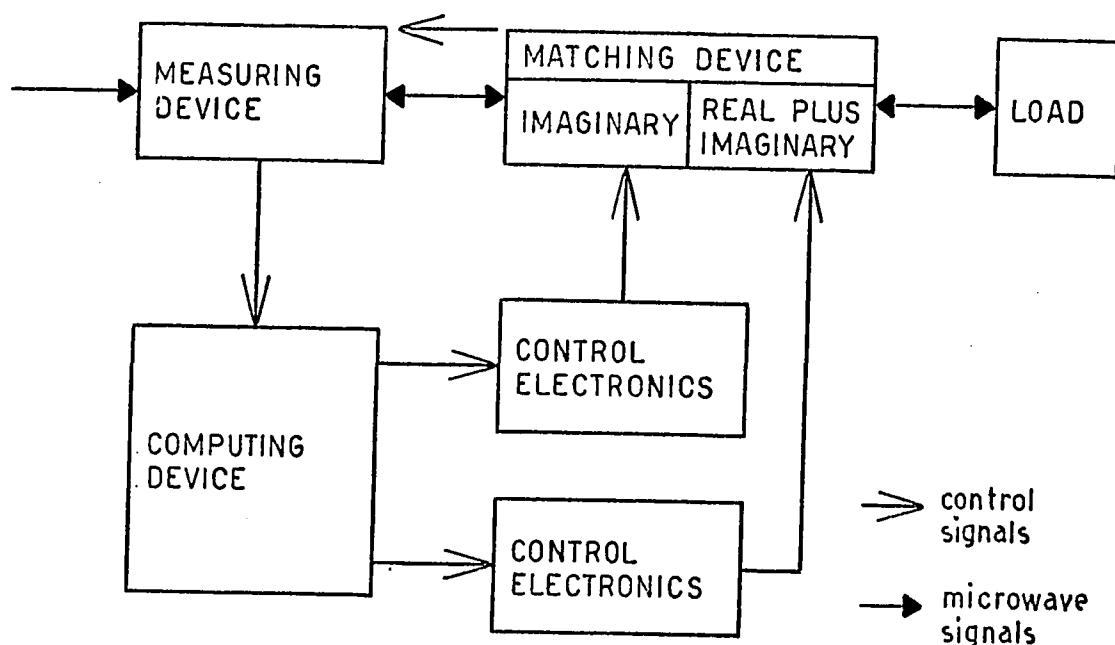 MEASURING
DEVICE
MATCHING DEVICE
IMAGINARY
REAL PLUS
IMAGINARY
LOAD
CONTROL
ELECTRONICS
COMPUTING
DEVICE
CONTROL
ELECTRONICS
control
signals
microwave
signals